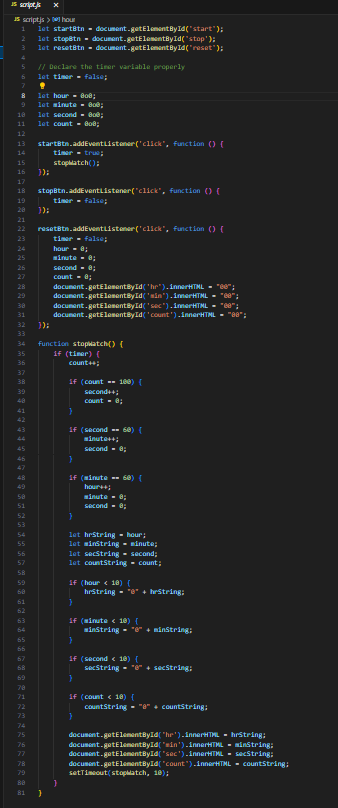 JS script.js ×
JS script.js > hour
1 let startBtn = document.getElementById('start');
2 let stopBtn = document.getElementById('stop');
3 let resetBtn = document.getElementById('reset');
4
5 // Declare the timer variable properly
6 let timer = false;
7
8 let hour = 0o0;
9 let minute = 0o0;
10 let second = 0o0;
11 let count = 0o0;
12
13 startBtn.addEventListener('click', function () {
14 timer = true;
15 stopWatch();
16 });
17
18 stopBtn.addEventListener('click', function () {
19 timer = false;
20 });
21
22 resetBtn.addEventListener('click', function () {
23 timer = false;
24 hour = 0;
25 minute = 0;
26 second = 0;
27 count = 0;
28 document.getElementById('hr').innerHTML = "00";
29 document.getElementById('min').innerHTML = "00";
30 document.getElementById('sec').innerHTML = "00";
31 document.getElementById('count').innerHTML = "00";
32 });
33
34 function stopWatch() {
35 if (timer) {
36 count++;
37
38 if (count == 100) {
39 second++;
40 count = 0;
41 }
42
43 if (second == 60) {
44 minute++;
45 second = 0;
46 }
47
48 if (minute == 60) {
49 hour++;
50 minute = 0;
51 second = 0;
52 }
53
54 let hrString = hour;
55 let minString = minute;
56 let secString = second;
57 let countString = count;
58
59 if (hour < 10) {
60 hrString = "0" + hrString;
61 }
62
63 if (minute < 10) {
64 minString = "0" + minString;
65 }
66
67 if (second < 10) {
68 secString = "0" + secString;
69 }
70
71 if (count < 10) {
72 countString = "0" + countString;
73 }
74
75 document.getElementById('hr').innerHTML = hrString;
76 document.getElementById('min').innerHTML = minString;
77 document.getElementById('sec').innerHTML = secString;
78 document.getElementById('count').innerHTML = countString;
79 setTimeout(stopWatch, 10);
80 }
81 }